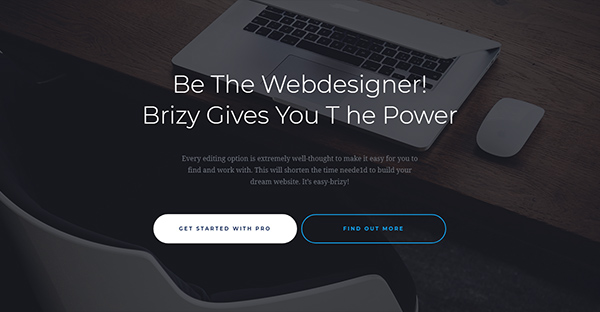 Be The Webdesigner!
Brizy Gives You T he Power
Every editing option is extremely well-thought to make it easy for you to
find and work with. This will shorten the time neede1d to build your
dream website. It's easy-brizy!
GET STARTED WITH PRO
FIND OUT MORE